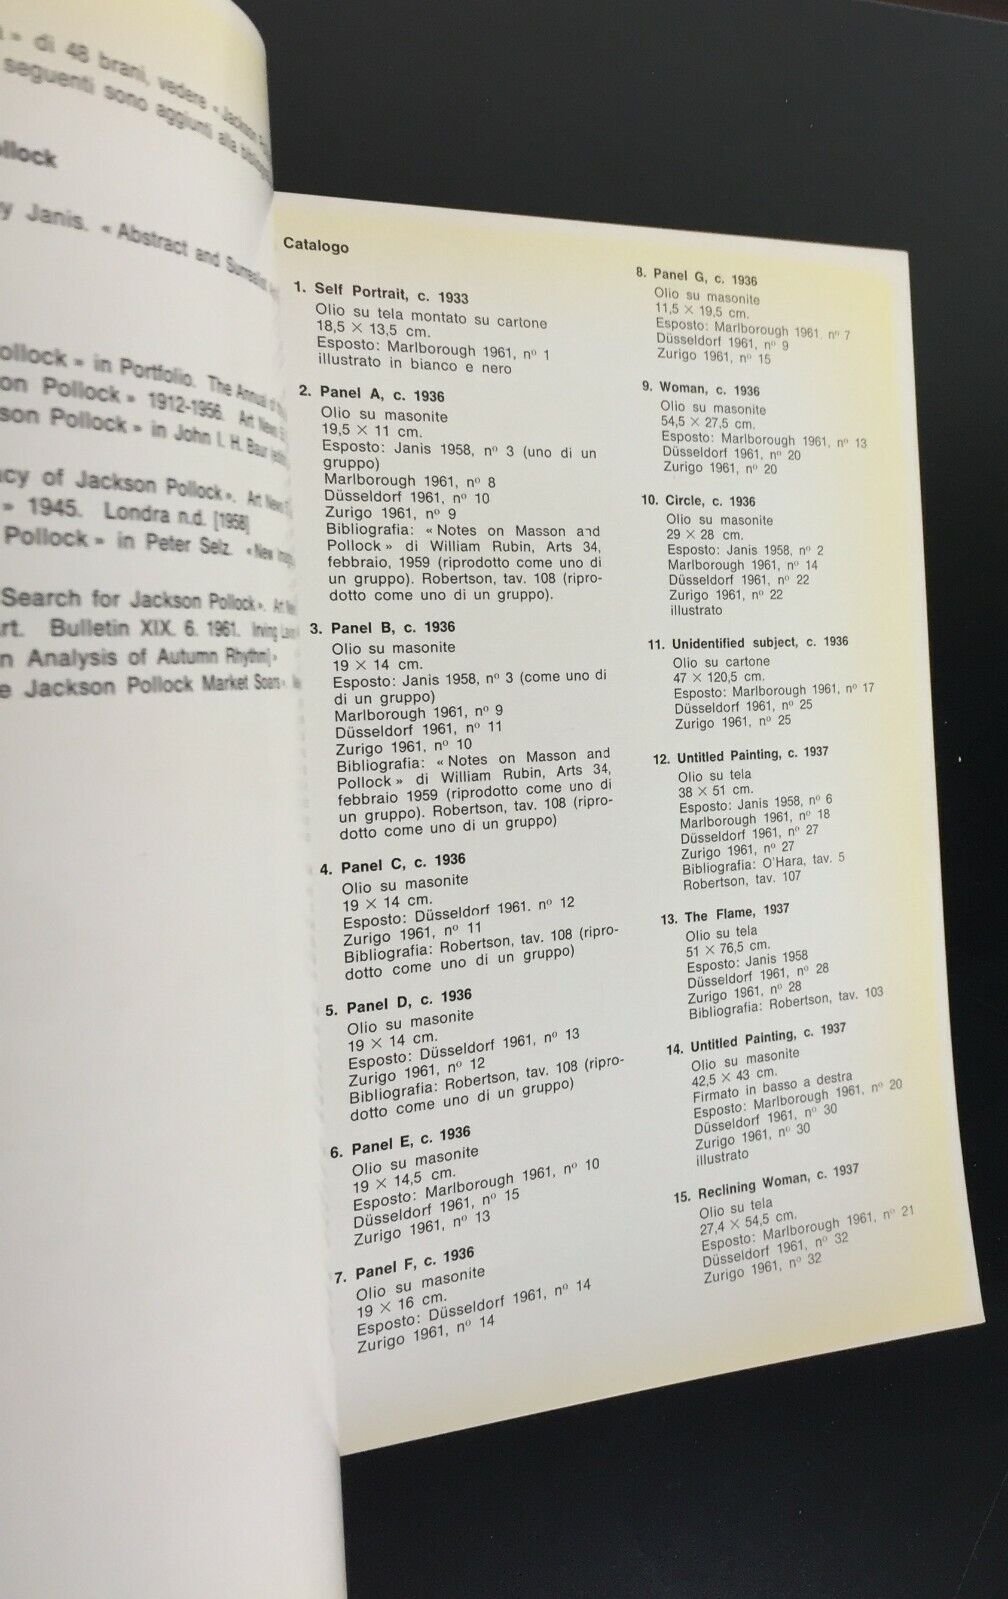 » di 48 brani, vedere « Jackson
seguenti sono aggiunti alla
ollock
Janis. « Abstract and
ollock » in Portfolio. The Annual of
on Pollock » 1912-1956. Art News
son Pollock » in John I. H. Baur
cy of Jackson Pollock ». Art News
» 1945. Londra n.d. [1958]
Pollock » in Peter Selz. « New
Search for Jackson Pollock ». Art
rt. Bulletin XIX. 6. 1961. Irving
n Analysis of Autumn Rhythm] »
e Jackson Pollock Market Soars ».
Catalogo
1. Self Portrait, c. 1933
Olio su tela montato su cartone
18,5 × 13,5 cm.
Esposto: Marlborough 1961, nº 1
illustrato in bianco e nero
2. Panel A, c. 1936
Olio su masonite
19,5 × 11 cm.
Esposto: Janis 1958, nº 3 (uno di un
gruppo)
Marlborough 1961, nº 8
Düsseldorf 1961, nº 10
Zurigo 1961, nº 9
Bibliografia: « Notes on Masson and
Pollock » di William Rubin, Arts 34,
febbraio, 1959 (riprodotto come uno di
un gruppo). Robertson, tav. 108 (ripro-
dotto come uno di un gruppo).
3. Panel B, c. 1936
Olio su masonite
19 × 14 cm.
Esposto: Janis 1958, nº 3 (come uno di
di un gruppo)
Marlborough 1961, nº 9
Düsseldorf 1961, nº 11
Zurigo 1961, nº 10
Bibliografia: « Notes on Masson and
Pollock » di William Rubin, Arts 34,
febbraio 1959 (riprodotto come uno di
un gruppo). Robertson, tav. 108 (ripro-
dotto come uno di un gruppo)
4. Panel C, c. 1936
Olio su masonite
19 × 14 cm.
Esposto: Düsseldorf 1961. nº 12
Zurigo 1961, nº 11
Bibliografia: Robertson, tav. 108 (ripro-
dotto come uno di un gruppo)
5. Panel D, c. 1936
Olio su masonite
19 × 14 cm.
Esposto: Düsseldorf 1961, nº 13
Zurigo 1961, nº 12
Bibliografia: Robertson, tav. 108 (ripro-
dotto come uno di un gruppo)
6. Panel E, c. 1936
Olio su masonite
19 × 14,5 cm.
Esposto: Marlborough 1961, nº 10
Düsseldorf 1961, nº 15
Zurigo 1961, nº 13
7. Panel F, c. 1936
Olio su masonite
19 × 16 cm.
Esposto: Düsseldorf 1961, nº 14
Zurigo 1961, nº 14
8. Panel G, c. 1936
Olio su masonite
11,5 × 19,5 cm.
Esposto: Marlborough 1961, nº 7
Düsseldorf 1961, nº 9
Zurigo 1961, nº 15
9. Woman, c. 1936
Olio su masonite
54,5 × 27,5 cm.
Esposto: Marlborough 1961, nº 13
Düsseldorf 1961, nº 20
Zurigo 1961, nº 20
10. Circle, c. 1936
Olio su masonite
29 × 28 cm.
Esposto: Janis 1958, nº 2
Marlborough 1961, nº 14
Düsseldorf 1961, nº 22
Zurigo 1961, nº 22
illustrato
11. Unidentified subject, c. 1936
Olio su cartone
47 × 120,5 cm.
Esposto: Marlborough 1961, nº 17
Düsseldorf 1961, nº 25
Zurigo 1961, nº 25
12. Untitled Painting, c. 1937
Olio su tela
38 × 51 cm.
Esposto: Janis 1958, nº 6
Marlborough 1961, nº 18
Düsseldorf 1961, nº 27
Zurigo 1961, nº 27
Bibliografia: O'Hara, tav. 5
Robertson, tav. 107
13. The Flame, 1937
Olio su tela
51 × 76,5 cm.
Esposto: Janis 1958
Düsseldorf 1961, nº 28
Zurigo 1961, nº 28
Bibliografia: Robertson, tav. 103
14. Untitled Painting, c. 1937
Olio su masonite
42,5 × 43 cm.
Firmato in basso a destra
Esposto: Marlborough 1961, nº 20
Düsseldorf 1961, nº 30
Zurigo 1961, nº 30
illustrato
15. Reclining Woman, c. 1937
Olio su tela
27,4 × 54,5 cm.
Esposto: Marlborough 1961, nº 21
Düsseldorf 1961, nº 32
Zurigo 1961, nº 32